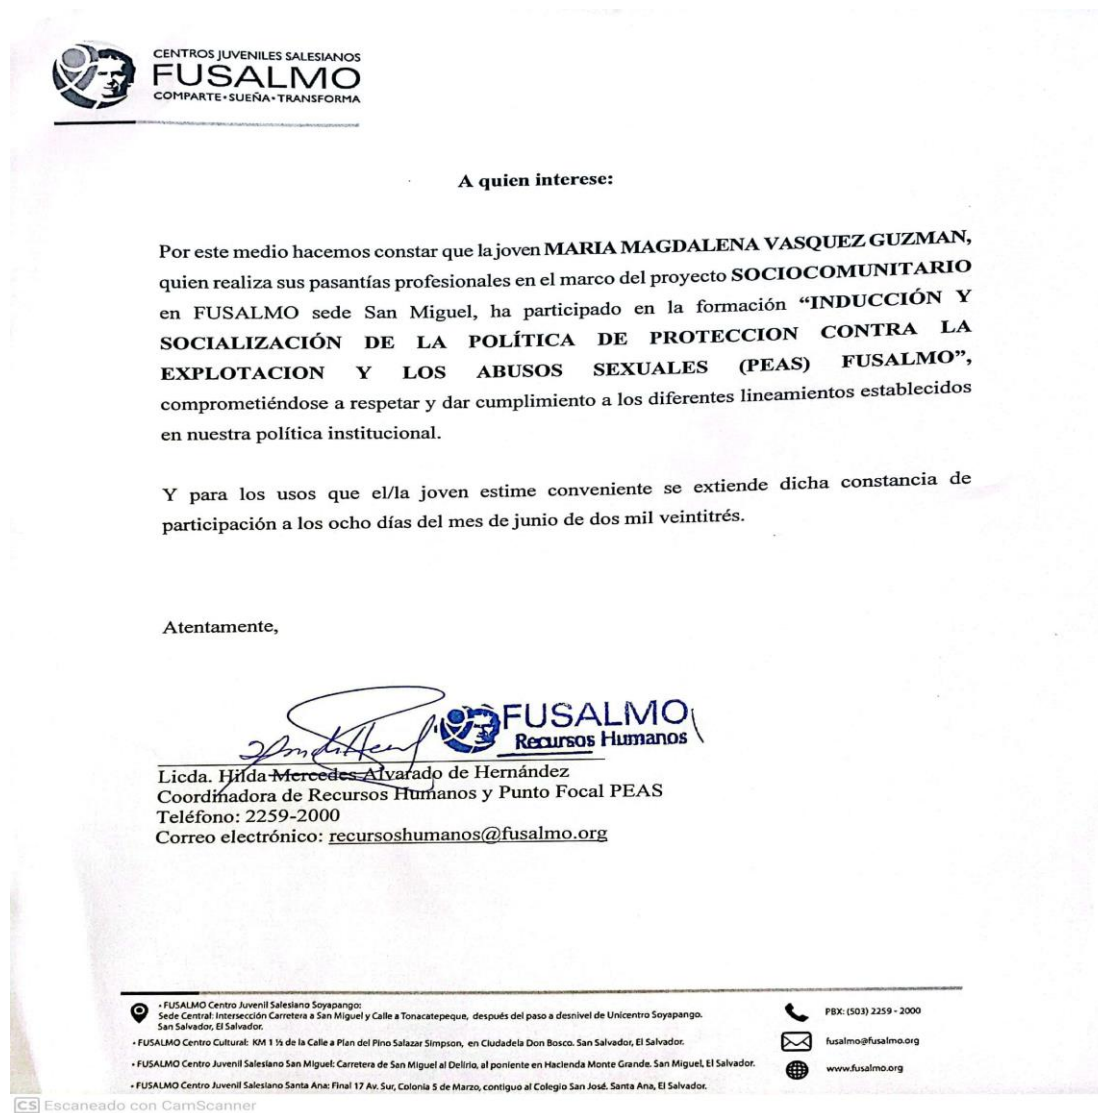 CENTROS JUVENILES SALESIANOS
FUSALMO
COMPARTE•SUEÑA•TRANSFORMA
A quien interese:
Por este medio hacemos constar que la joven MARIA MAGDALENA VASQUEZ GUZMAN,
quien realiza sus pasantías profesionales en el marco del proyecto SOCIOCOMUNITARIO
en FUSALMO sede San Miguel, ha participado en la formación “INDUCCIÓN Y
SOCIALIZACIÓN DE LA POLÍTICA DE PROTECCION CONTRA LA
EXPLOTACION Y LOS ABUSOS SEXUALES (PEAS) FUSALMO”,
comprometiéndose a respetar y dar cumplimiento a los diferentes lineamientos establecidos
en nuestra política institucional.
Y para los usos que el/la joven estime conveniente se extiende dicha constancia de
participación a los ocho días del mes de junio de dos mil veintitrés.
Atentamente,
FUSALMO
Recursos Humanos
Licda. Hilda Mercedes Alvarado de Hernández
Coordinadora de Recursos Humanos y Punto Focal PEAS
Teléfono: 2259-2000
Correo electrónico: recursoshumanos@fusalmo.org
• FUSALMO Centro Juvenil Salesiano Soyapango:
Sede Central: Intersección Carretera a San Miguel y Calle a Tonacatepeque, después del paso a desnivel de Unicentro Soyapango.
San Salvador, El Salvador.
• FUSALMO Centro Cultural: KM 1 ½ de la Calle a Plan del Pino Salazar Simpson, en Ciudadela Don Bosco. San Salvador, El Salvador.
• FUSALMO Centro Juvenil Salesiano San Miguel: Carretera de San Miguel al Delirio, al poniente en Hacienda Monte Grande. San Miguel, El Salvador.
• FUSALMO Centro Juvenil Salesiano Santa Ana: Final 17 Av. Sur, Colonia 5 de Marzo, contiguo al Colegio San José. Santa Ana, El Salvador.
PBX: (503) 2259 - 2000
fusalmo@fusalmo.org
www.fusalmo.org
CS Escaneado con CamScanner